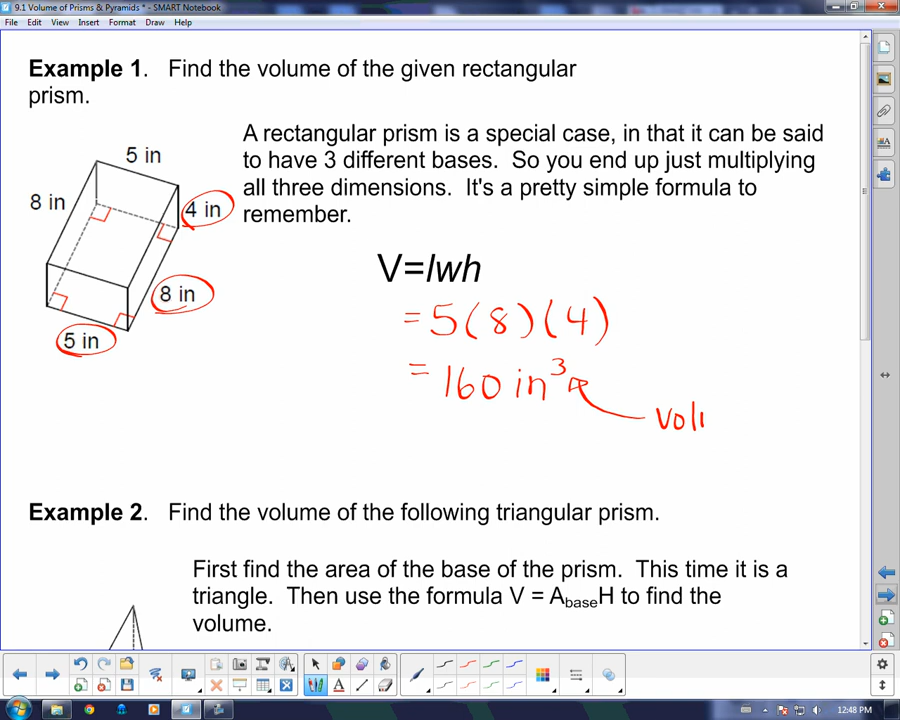 9.1 Volume of Prisms & Pyramids * - SMART Notebook
File Edit View Insert Format Draw Help
Example 1. Find the volume of the given rectangular
prism.
5 in
8 in
4 in
8 in
5 in
A rectangular prism is a special case, in that it can be said
to have 3 different bases. So you end up just multiplying
all three dimensions. It's a pretty simple formula to
remember.
V=lwh
= 5(8)(4)
= 160 in³
Example 2. Find the volume of the following triangular prism.
First find the area of the base of the prism. This time it is a
triangle. Then use the formula V = AbaseH to find the
volume.
12:48 PM